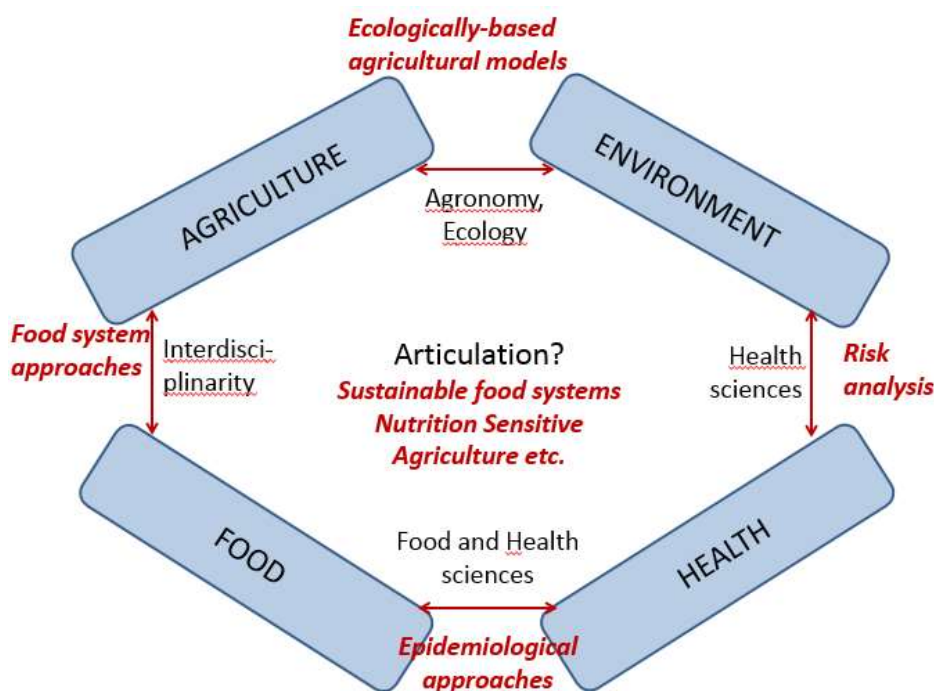 Ecologically-based
agricultural models
AGRICULTURE
ENVIRONMENT
Agronomy,
Ecology
Food system
approaches
Interdisci-
plinarity
Articulation?
Sustainable food systems
Nutrition Sensitive
Agriculture etc.
Health
sciences
Risk
analysis
FOOD
Food and Health
sciences
HEALTH
Epidemiological
approaches